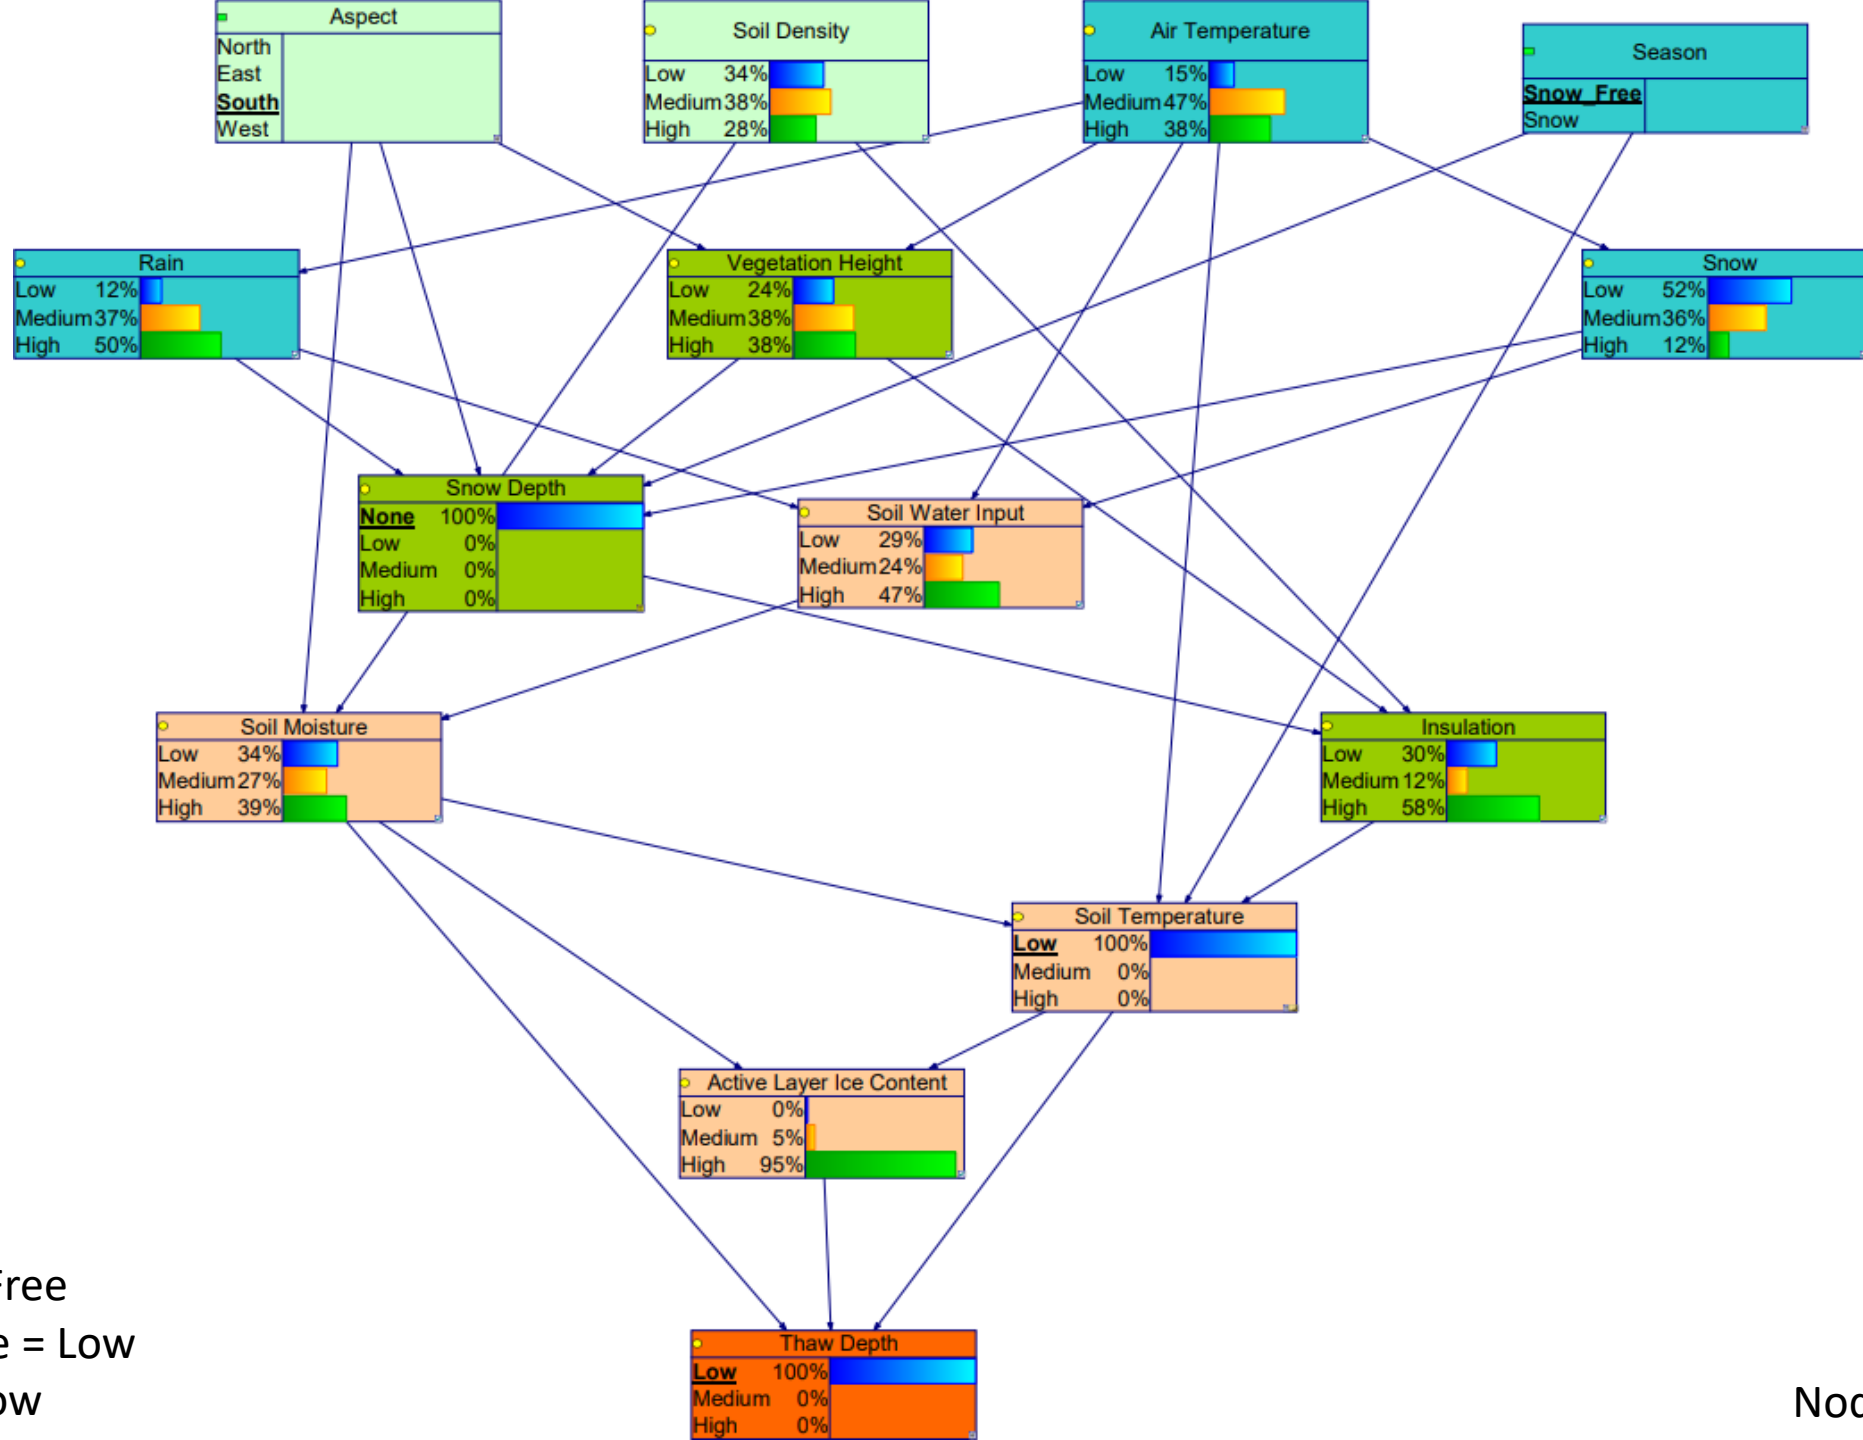 Aspect
North
East
South
West
Soil Density
Low 34%
Medium 38%
High 28%
Air Temperature
Low 15%
Medium 47%
High 38%
Season
Snow_Free
Snow
Rain
Low 12%
Medium 37%
High 50%
Vegetation Height
Low 24%
Medium 38%
High 38%
Snow
Low 52%
Medium 36%
High 12%
Snow Depth
None 100%
Low 0%
Medium 0%
High 0%
Soil Water Input
Low 29%
Medium 24%
High 47%
Soil Moisture
Low 34%
Medium 27%
High 39%
Insulation
Low 30%
Medium 12%
High 58%
Soil Temperature
Low 100%
Medium 0%
High 0%
Active Layer Ice Content
Low 0%
Medium 5%
High 95%
Thaw Depth
Low 100%
Medium 0%
High 0%
Free
e = Low
ow
Nod